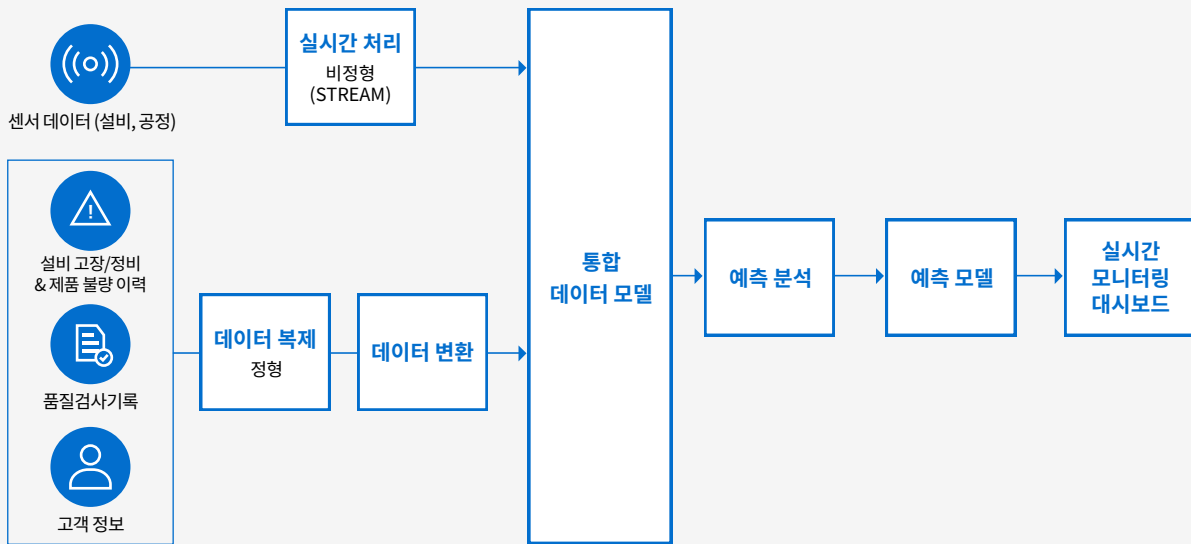 실시간 처리
비정형
(STREAM)
센서 데이터 (설비, 공정)
!
설비 고장/정비
& 제품 불량 이력
품질검사기록
고객 정보
데이터 복제
정형
데이터 변환
통합
데이터 모델
예측 분석
예측 모델
실시간
모니터링
대시보드